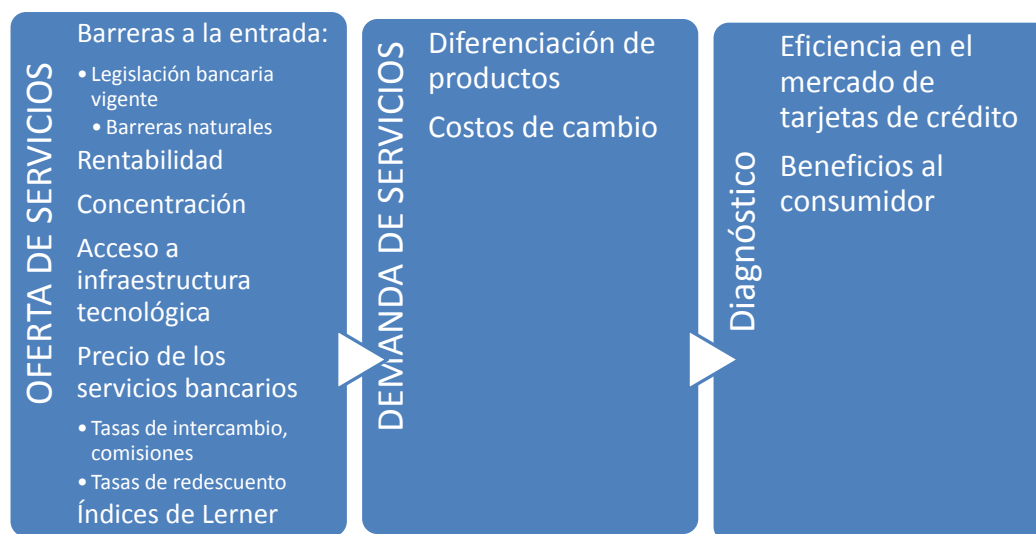 OFERTA DE SERVICIOS
Barreras a la entrada:
• Legislación bancaria
vigente
• Barreras naturales
Rentabilidad
Concentración
Acceso a
infraestructura
tecnológica
Precio de los
servicios bancarios
• Tasas de intercambio,
comisiones
• Tasas de redescuento
Índices de Lerner
DEMANDA DE SERVICIOS
Diferenciación de
productos
Costos de cambio
Diagnóstico
Eficiencia en el
mercado de
tarjetas de crédito
Beneficios al
consumidor